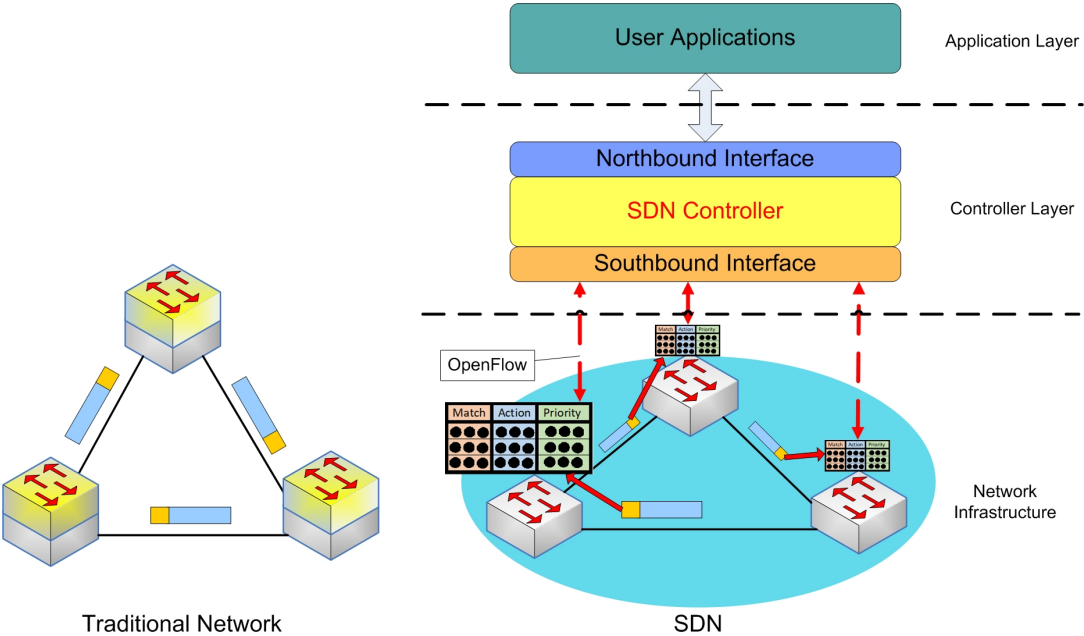 User Applications
Application Layer
Northbound Interface
SDN Controller
Controller Layer
Southbound Interface
OpenFlow
Match Action Priority
Match Action Priority
Match Action Priority
Network
Infrastructure
Traditional Network
SDN